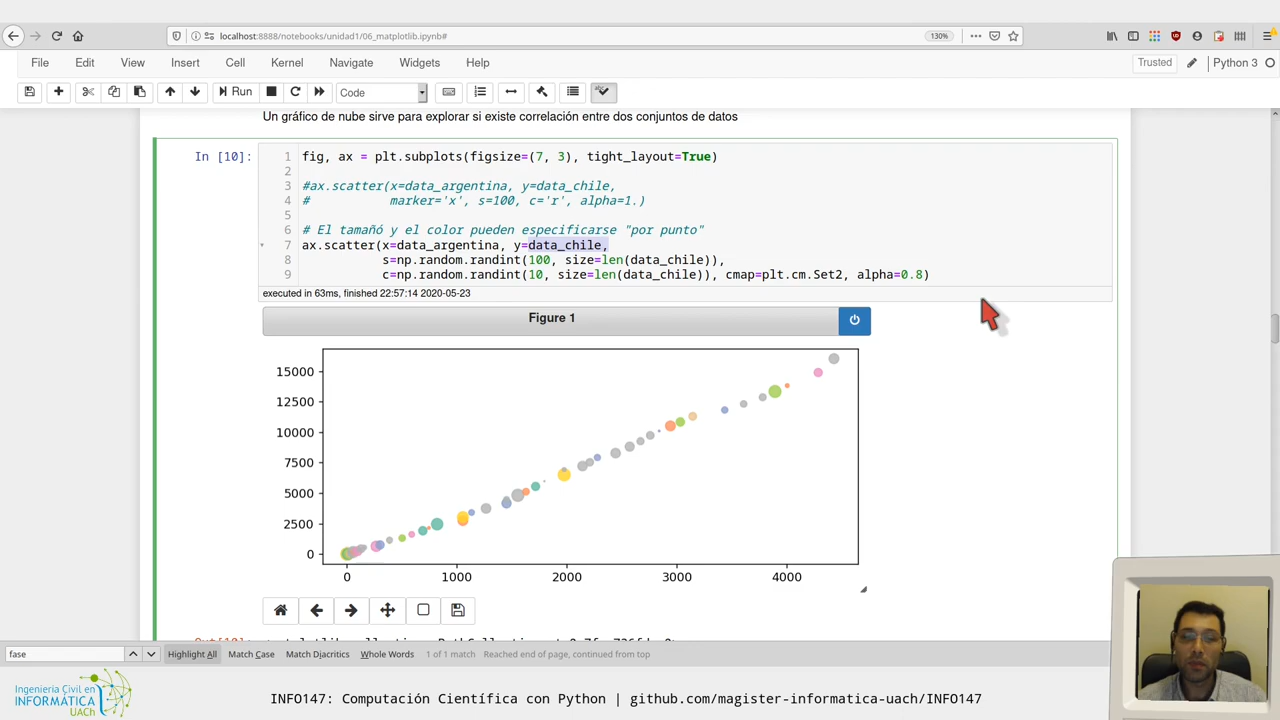 localhost:8888/notebooks/unidad1/06_matplotlib.ipynb#
130%
File Edit View Insert Cell Kernel Navigate Widgets Help
Trusted
Python 3
Run
Code
Un gráfico de nube sirve para explorar si existe correlación entre dos conjuntos de datos
In [10]:
1 fig, ax = plt.subplots(figsize=(7, 3), tight_layout=True)
2
3 #ax.scatter(x=data_argentina, y=data_chile,
4 #           marker='x', s=100, c='r', alpha=1.)
5
6 # El tamañó y el color pueden especificarse "por punto"
7 ax.scatter(x=data_argentina, y=data_chile,
8            s=np.random.randint(100, size=len(data_chile)),
9            c=np.random.randint(10, size=len(data_chile)), cmap=plt.cm.Set2, alpha=0.8)
executed in 63ms, finished 22:57:14 2020-05-23
Figure 1
15000
12500
10000
7500
5000
2500
0
0 1000 2000 3000 4000
fase
Highlight All Match Case Match Diacritics Whole Words 1 of 1 match Reached end of page, continued from top
Ingeniería Civil en
INFORMÁTICA
UACh
INFO147: Computación Científica con Python | github.com/magister-informatica-uach/INFO147